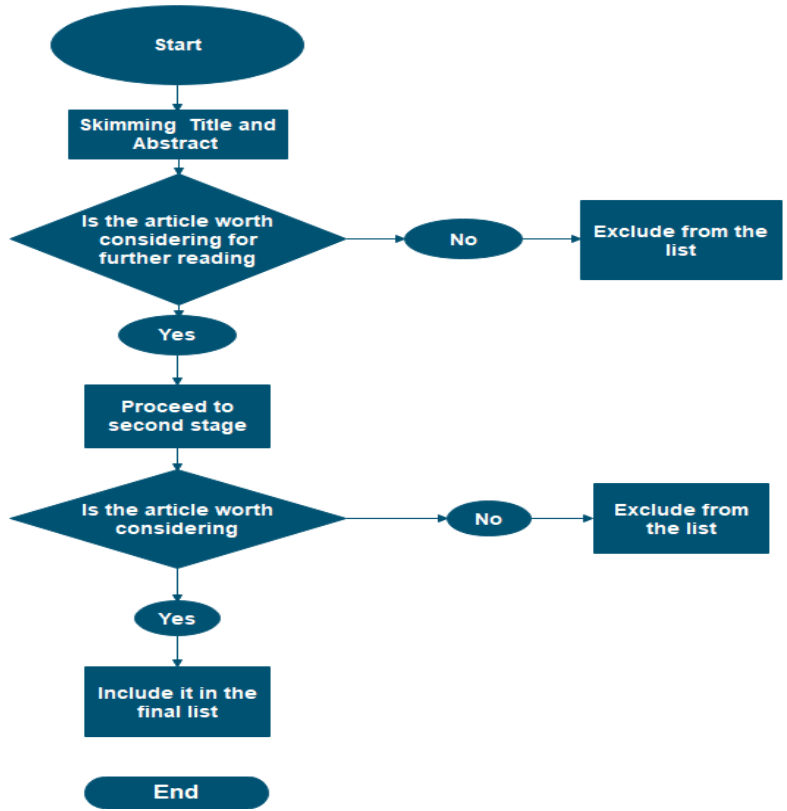 Start
Skimming Title and
Abstract
Is the article worth
considering for
further reading
No
Exclude from the
list
Yes
Proceed to
second stage
Is the article worth
considering
No
Exclude from
the list
Yes
Include it in the
final list
End